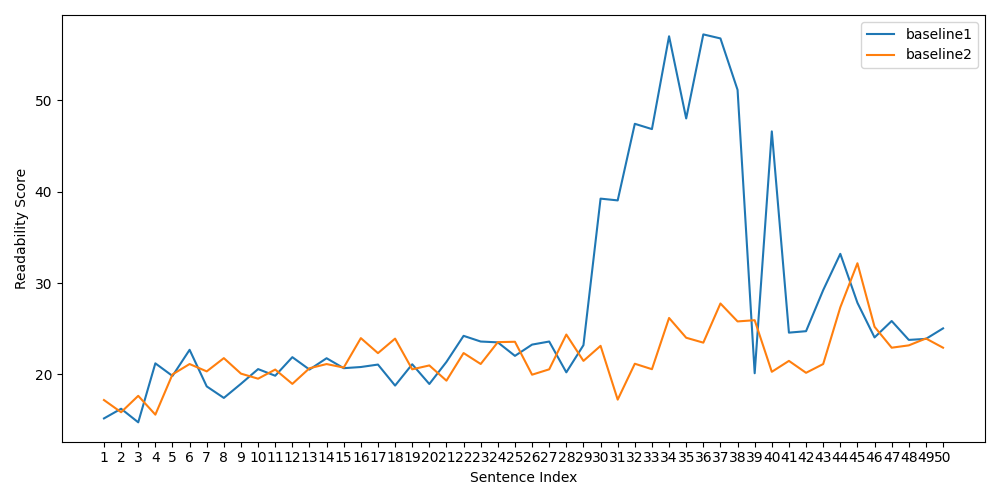 baseline1
baseline2
50
40
30
20
Readability Score
1 2 3 4 5 6 7 8 9 10 11 12 13 14 15 16 17 18 19 20 21 22 23 24 25 26 27 28 29 30 31 32 33 34 35 36 37 38 39 40 41 42 43 44 45 46 47 48 49 50
Sentence Index